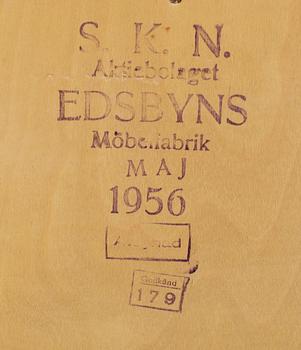 S. K. N.
Aktiebolaget
EDSBYNS
Möbelfabrik
MAJ
1956
Godkänd
179